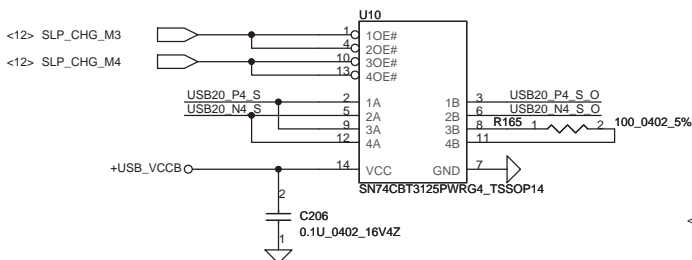 U10
<12> SLP_CHG_M3 1 1OE#
4 2OE#
<12> SLP_CHG_M4 10 3OE#
13 4OE#
USB20_P4_S 2 1A 1B 3 USB20_P4_S_O
USB20_N4_S 5 2A 2B 6 USB20_N4_S_O
9 3A 3B 8 R165 1 2 100_0402_5%
12 4A 4B 11
+USB_VCCB 14 VCC GND 7
SN74CBT3125PWRG4_TSSOP14
2
C206
0.1U_0402_16V4Z
1
<